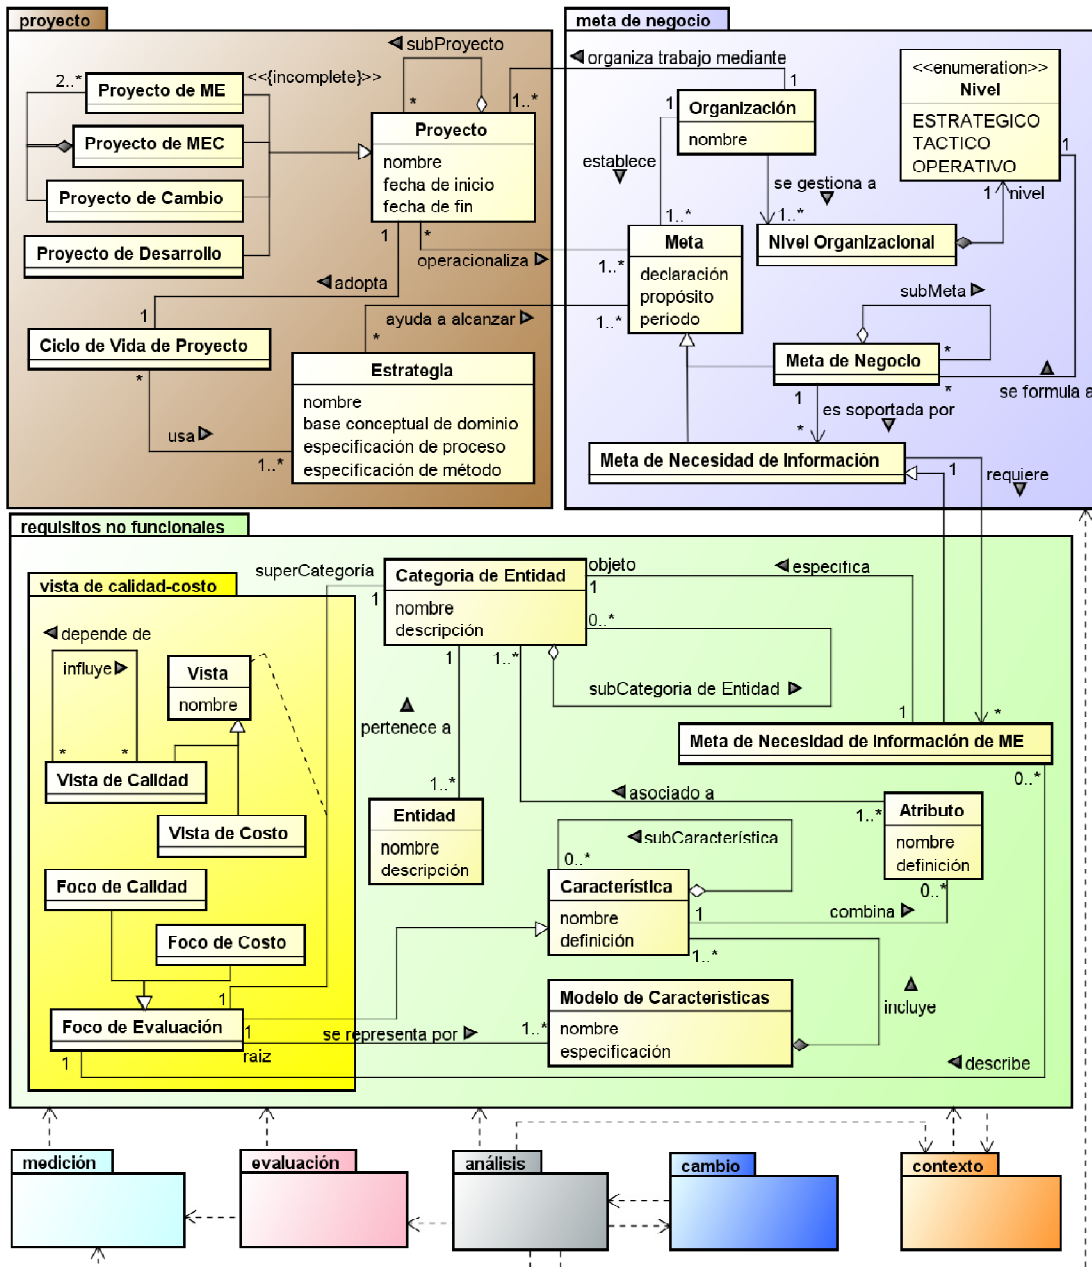 proyecto
subProyecto
2..*
<<{incomplete}>>
Proyecto de ME
Proyecto de MEC
Proyecto de Cambio
Proyecto de Desarrollo
*
1..*
Proyecto
nombre
fecha de inicio
fecha de fin
1
*
operacionaliza
1..*
adopta
1
Ciclo de Vida de Proyecto
*
usa
1..*
ayuda a alcanzar
*
1..*
Estrategia
nombre
base conceptual de dominio
especificación de proceso
especificación de método
meta de negocio
organiza trabajo mediante
1
Organización
nombre
1
establece
1..*
se gestiona a
1..*
<<enumeration>>
Nivel
ESTRATEGICO
TACTICO
OPERATIVO
1
1
nivel
Nivel Organizacional
Meta
declaración
propósito
periodo
subMeta
*
Meta de Negocio
*
se formula a
1
es soportada por
*
Meta de Necesidad de Información
1
requiere
requisitos no funcionales
vista de calidad-costo
superCategoría
1
Categoría de Entidad
nombre
descripción
objeto
1
especifica
0..*
subCategoría de Entidad
1
1..*
pertenece a
1..*
Entidad
nombre
descripción
1
*
Meta de Necesidad de Información de ME
0..*
asociado a
1..*
Atributo
nombre
definición
0..*
subCaracterística
0..*
Característica
nombre
definición
1
combina
1..*
incluye
Modelo de Características
nombre
especificación
1..*
se representa por
describe
depende de
influye
*
*
Vista
nombre
Vista de Calidad
Vista de Costo
Foco de Calidad
Foco de Costo
1
Foco de Evaluación
1
raiz
1
medición
evaluación
análisis
cambio
contexto